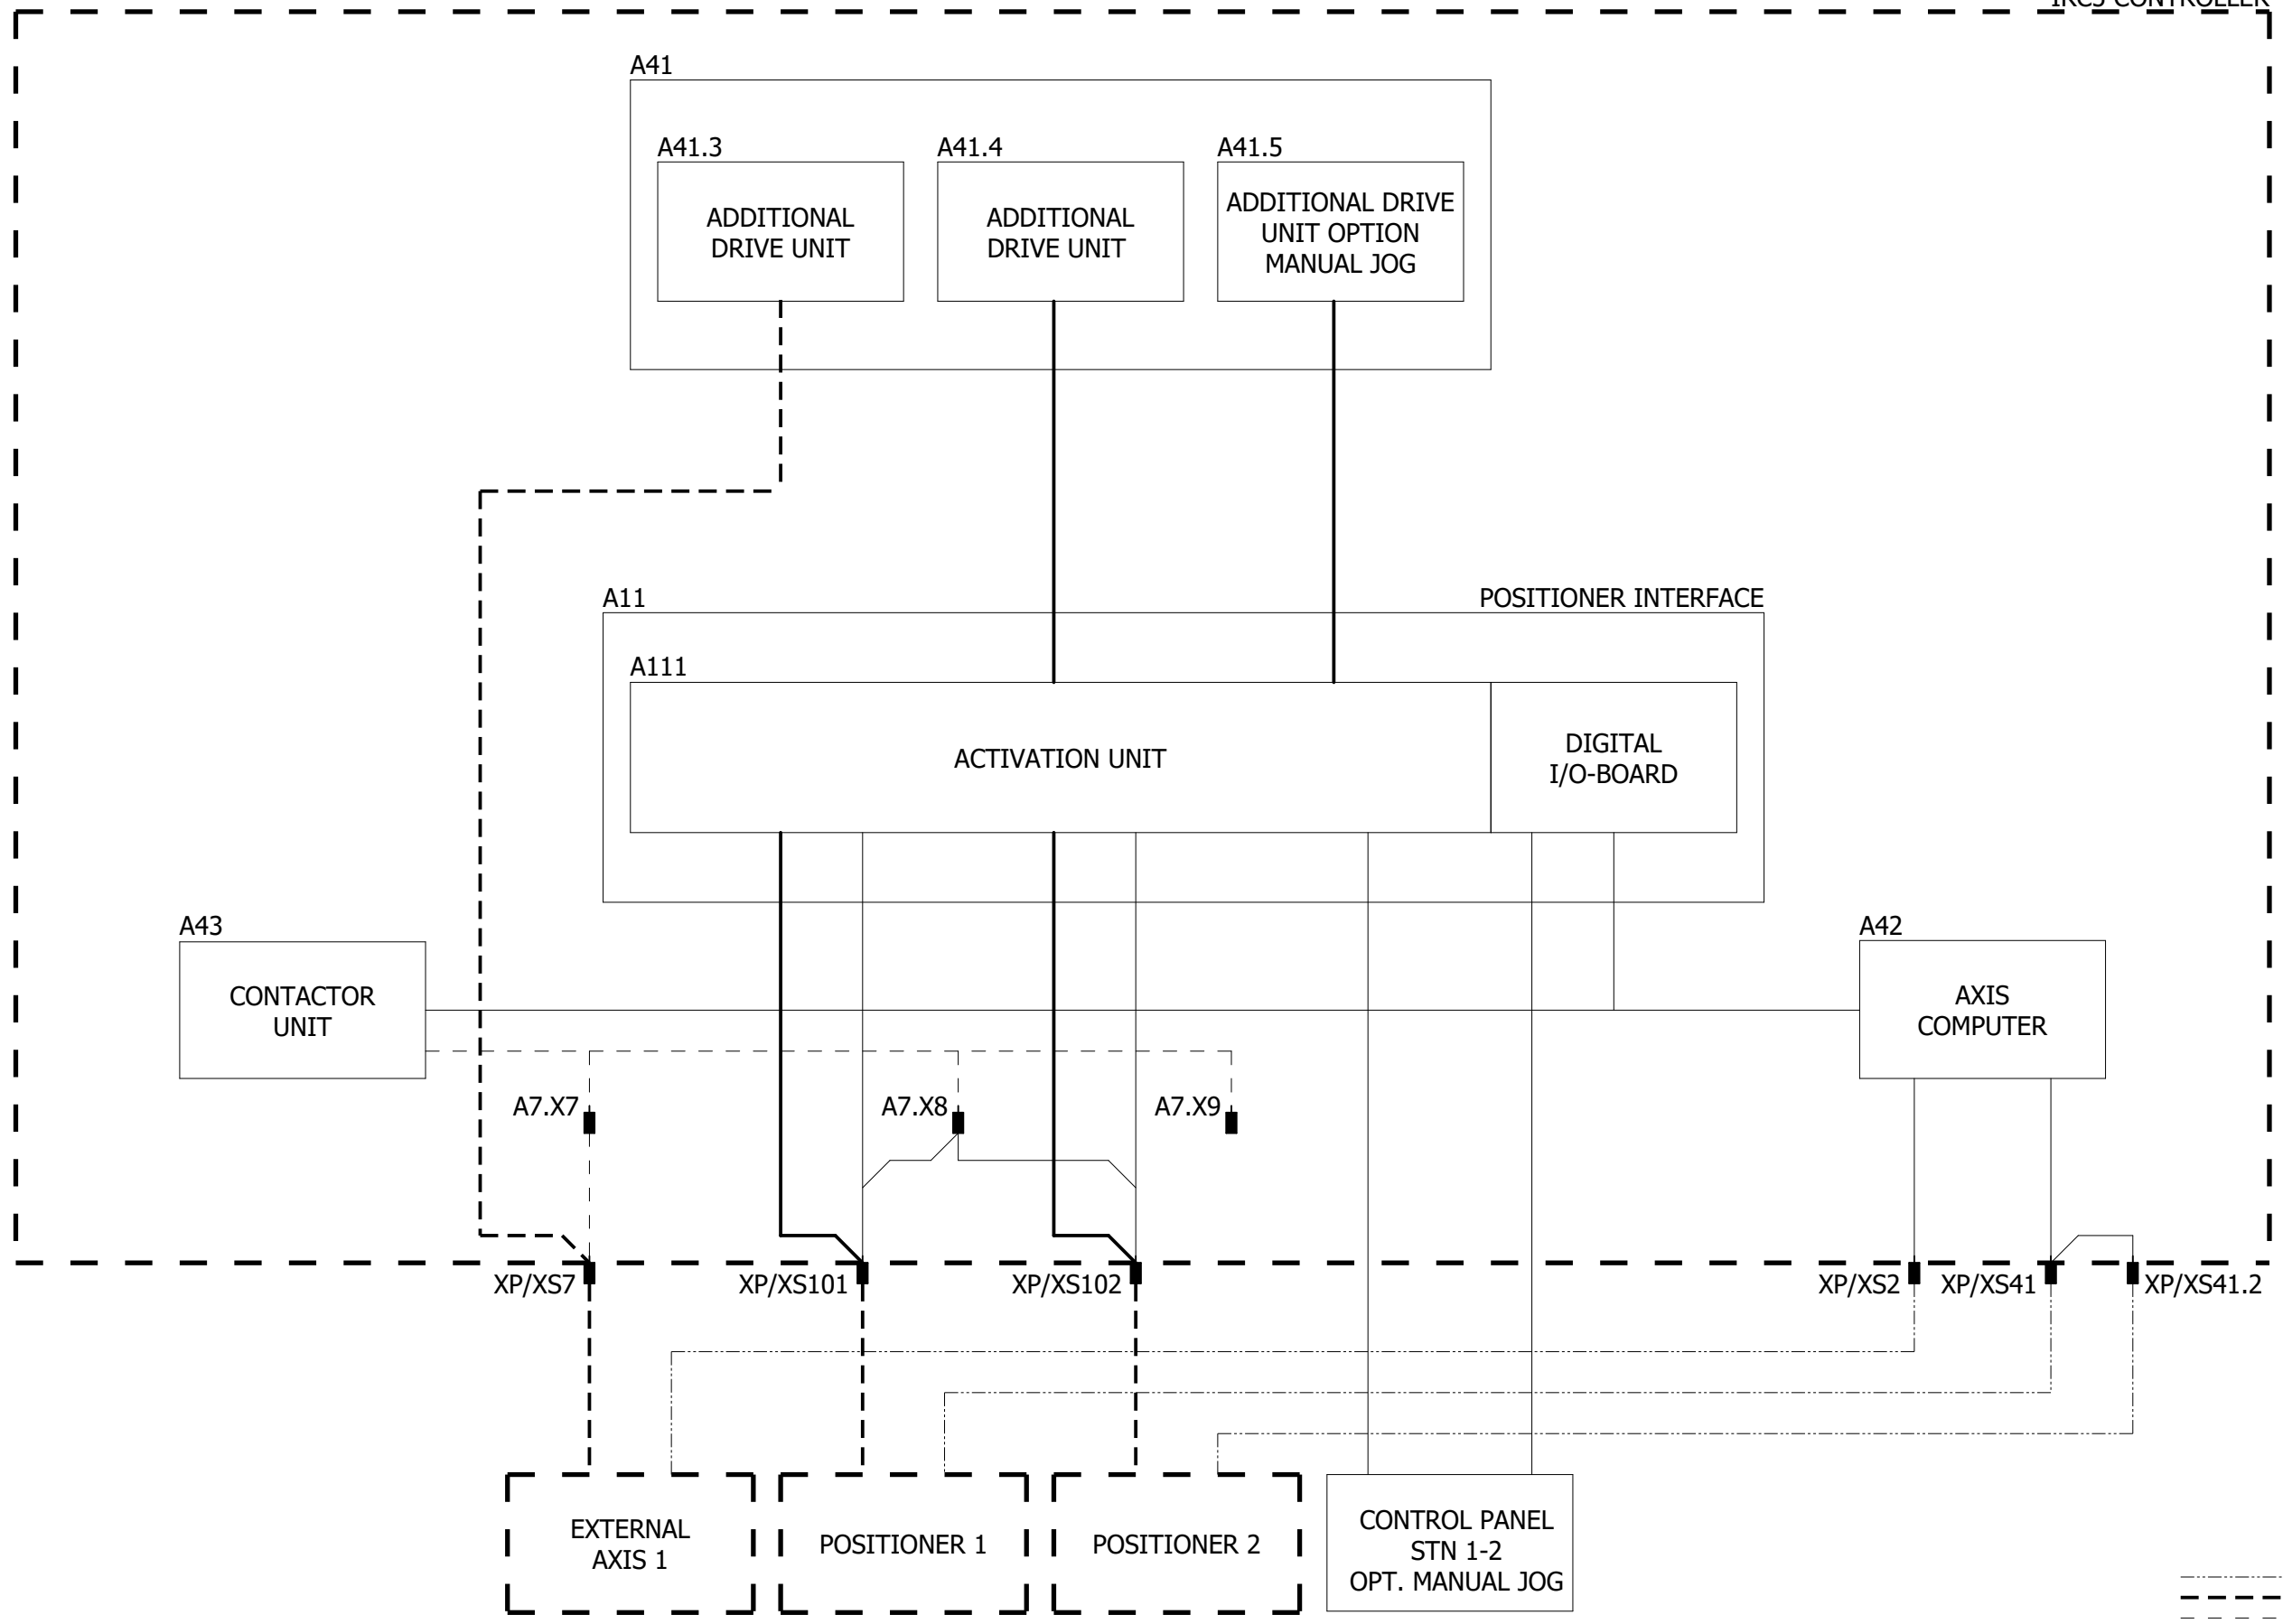 IRC5 CONTROLLER
A41
A41.3
A41.4
A41.5
ADDITIONAL
DRIVE UNIT
ADDITIONAL
DRIVE UNIT
ADDITIONAL DRIVE
UNIT OPTION
MANUAL JOG
A11
POSITIONER INTERFACE
A111
ACTIVATION UNIT
DIGITAL
I/O-BOARD
A43
CONTACTOR
UNIT
A42
AXIS
COMPUTER
A7.X7
A7.X8
A7.X9
XP/XS7
XP/XS101
XP/XS102
XP/XS2
XP/XS41
XP/XS41.2
EXTERNAL
AXIS 1
POSITIONER 1
POSITIONER 2
CONTROL PANEL
STN 1-2
OPT. MANUAL JOG